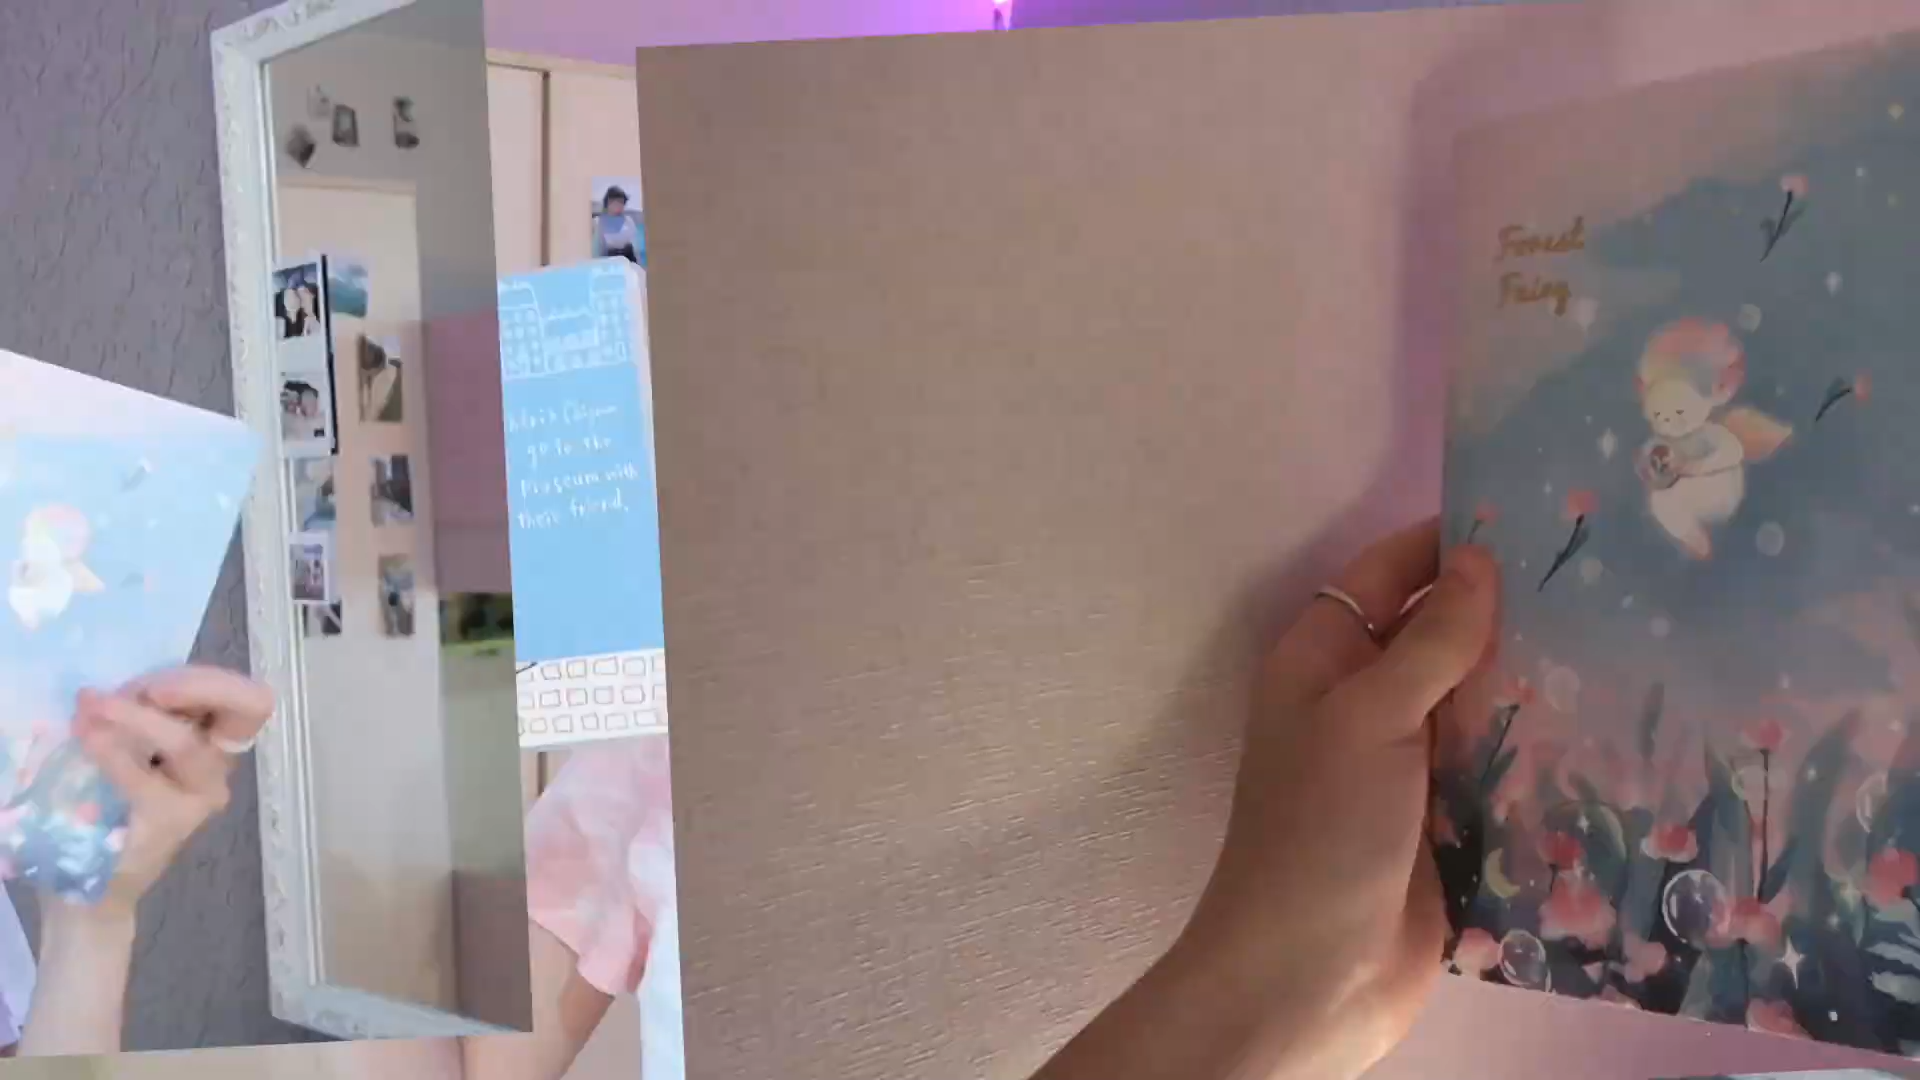 go to the
museum with
their friend.
Forest
Fairy